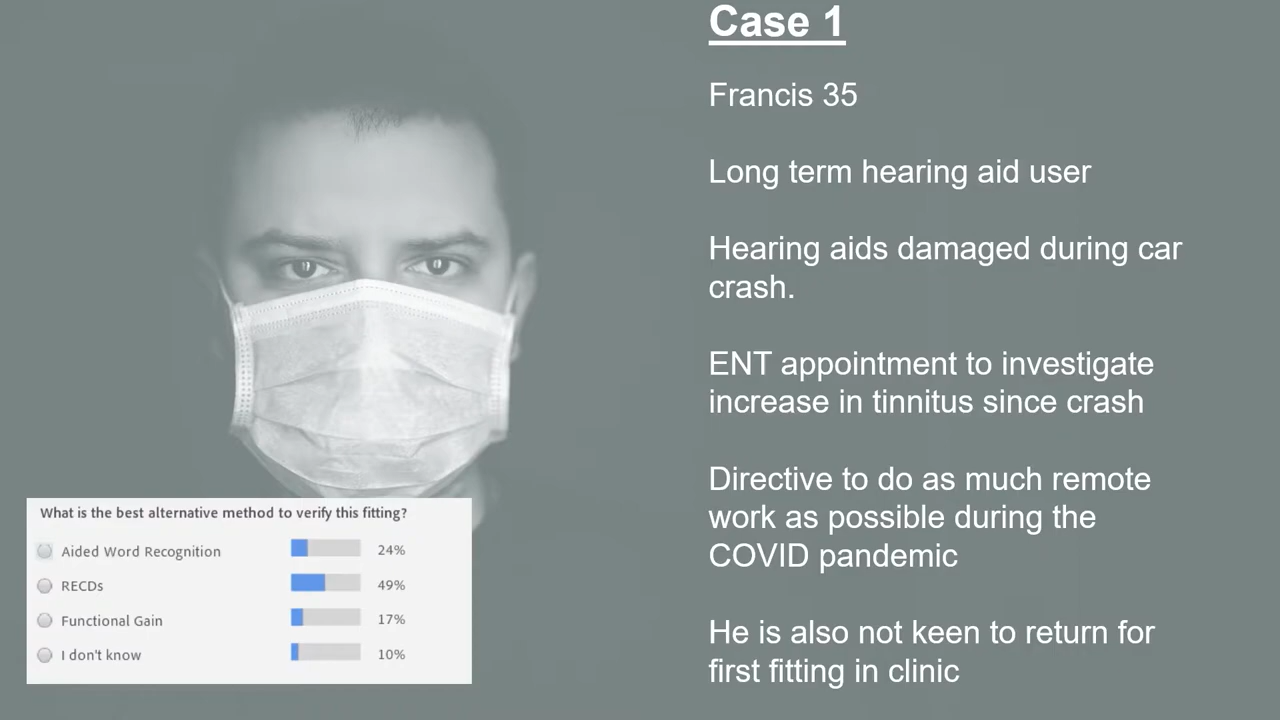 Case 1
Francis 35
Long term hearing aid user
Hearing aids damaged during car
crash.
ENT appointment to investigate
increase in tinnitus since crash
Directive to do as much remote
work as possible during the
COVID pandemic
He is also not keen to return for
first fitting in clinic
What is the best alternative method to verify this fitting?
Aided Word Recognition 24%
RECDs 49%
Functional Gain 17%
I don't know 10%